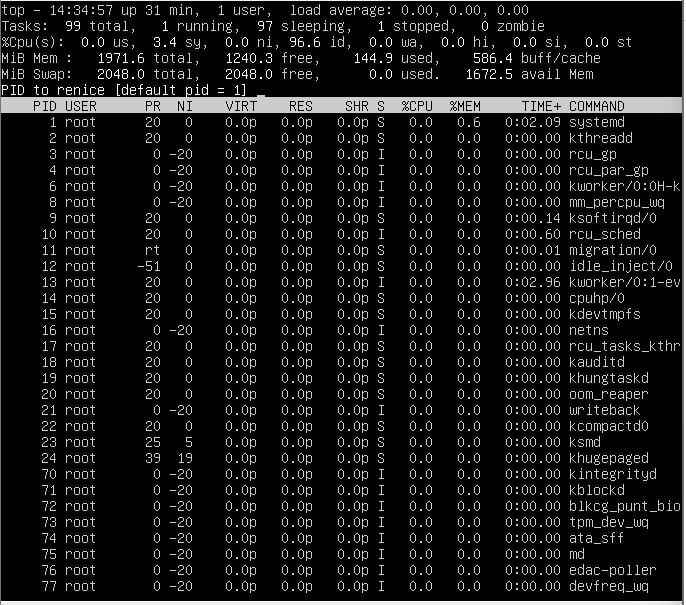 top - 14:34:57 up 31 min,  1 user,  load average: 0.00, 0.00, 0.00
Tasks:  99 total,   1 running,  97 sleeping,   1 stopped,   0 zombie
%Cpu(s):  0.0 us,  3.4 sy,  0.0 ni, 96.6 id,  0.0 wa,  0.0 hi,  0.0 si,  0.0 st
MiB Mem :   1971.6 total,   1240.3 free,    144.9 used,    586.4 buff/cache
MiB Swap:   2048.0 total,   2048.0 free,      0.0 used.   1672.5 avail Mem
PID to renice [default pid = 1] _
PID USER      PR  NI    VIRT    RES    SHR S  %CPU  %MEM     TIME+ COMMAND
1 root      20   0    0.0p   0.0p   0.0p S   0.0   0.6   0:02.09 systemd
2 root      20   0    0.0p   0.0p   0.0p S   0.0   0.0   0:00.00 kthreadd
3 root       0 -20    0.0p   0.0p   0.0p I   0.0   0.0   0:00.00 rcu_gp
4 root       0 -20    0.0p   0.0p   0.0p I   0.0   0.0   0:00.00 rcu_par_gp
6 root       0 -20    0.0p   0.0p   0.0p I   0.0   0.0   0:00.00 kworker/0:0H-k
8 root       0 -20    0.0p   0.0p   0.0p I   0.0   0.0   0:00.00 mm_percpu_wq
9 root      20   0    0.0p   0.0p   0.0p S   0.0   0.0   0:00.14 ksoftirqd/0
10 root      20   0    0.0p   0.0p   0.0p I   0.0   0.0   0:00.60 rcu_sched
11 root      rt   0    0.0p   0.0p   0.0p S   0.0   0.0   0:00.01 migration/0
12 root     -51   0    0.0p   0.0p   0.0p S   0.0   0.0   0:00.00 idle_inject/0
13 root      20   0    0.0p   0.0p   0.0p I   0.0   0.0   0:02.96 kworker/0:1-ev
14 root      20   0    0.0p   0.0p   0.0p S   0.0   0.0   0:00.00 cpuhp/0
15 root      20   0    0.0p   0.0p   0.0p S   0.0   0.0   0:00.00 kdevtmpfs
16 root       0 -20    0.0p   0.0p   0.0p I   0.0   0.0   0:00.00 netns
17 root      20   0    0.0p   0.0p   0.0p S   0.0   0.0   0:00.00 rcu_tasks_kthr
18 root      20   0    0.0p   0.0p   0.0p S   0.0   0.0   0:00.00 kauditd
19 root      20   0    0.0p   0.0p   0.0p S   0.0   0.0   0:00.00 khungtaskd
20 root      20   0    0.0p   0.0p   0.0p S   0.0   0.0   0:00.00 oom_reaper
21 root       0 -20    0.0p   0.0p   0.0p I   0.0   0.0   0:00.00 writeback
22 root      20   0    0.0p   0.0p   0.0p S   0.0   0.0   0:00.00 kcompactd0
23 root      25   5    0.0p   0.0p   0.0p S   0.0   0.0   0:00.00 ksmd
24 root      39  19    0.0p   0.0p   0.0p S   0.0   0.0   0:00.00 khugepaged
70 root       0 -20    0.0p   0.0p   0.0p I   0.0   0.0   0:00.00 kintegrityd
71 root       0 -20    0.0p   0.0p   0.0p I   0.0   0.0   0:00.00 kblockd
72 root       0 -20    0.0p   0.0p   0.0p I   0.0   0.0   0:00.00 blkcg_punt_bio
73 root       0 -20    0.0p   0.0p   0.0p I   0.0   0.0   0:00.00 tpm_dev_wq
74 root       0 -20    0.0p   0.0p   0.0p I   0.0   0.0   0:00.00 ata_sff
75 root       0 -20    0.0p   0.0p   0.0p I   0.0   0.0   0:00.00 md
76 root       0 -20    0.0p   0.0p   0.0p I   0.0   0.0   0:00.00 edac-poller
77 root       0 -20    0.0p   0.0p   0.0p I   0.0   0.0   0:00.00 devfreq_wq